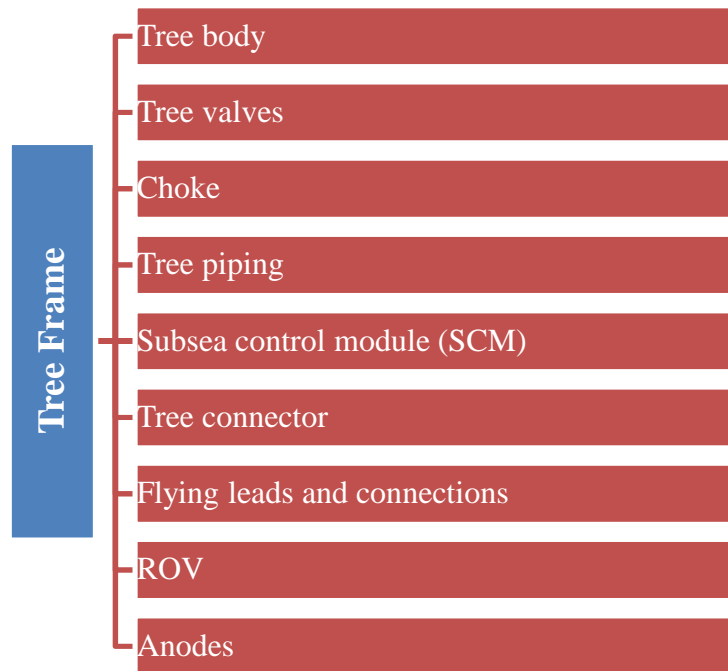 Tree Frame
Tree body
Tree valves
Choke
Tree piping
Subsea control module (SCM)
Tree connector
Flying leads and connections
ROV
Anodes